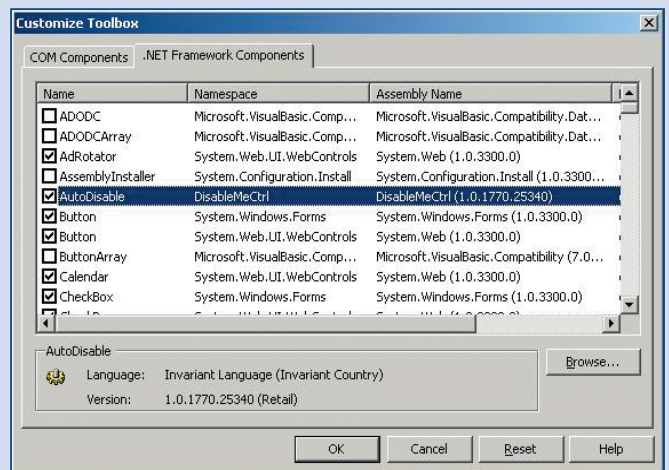 Customize Toolbox
COM Components .NET Framework Components
Name Namespace Assembly Name
ADODC Microsoft.VisualBasic.Comp... Microsoft.VisualBasic.Compatibility.Dat...
ADODCArray Microsoft.VisualBasic.Comp... Microsoft.VisualBasic.Compatibility.Dat...
AdRotator System.Web.UI.WebControls System.Web (1.0.3300.0)
AssemblyInstaller System.Configuration.Install System.Configuration.Install (1.0.3300...
AutoDisable DisableMeCtrl DisableMeCtrl (1.0.1770.25340)
Button System.Windows.Forms System.Windows.Forms (1.0.3300.0)
Button System.Web.UI.WebControls System.Web (1.0.3300.0)
ButtonArray Microsoft.VisualBasic.Comp... Microsoft.VisualBasic.Compatibility (7.0...
Calendar System.Web.UI.WebControls System.Web (1.0.3300.0)
CheckBox System.Windows.Forms System.Windows.Forms (1.0.3300.0)
AutoDisable
Language: Invariant Language (Invariant Country)
Version: 1.0.1770.25340 (Retail)
Browse...
OK Cancel Reset Help